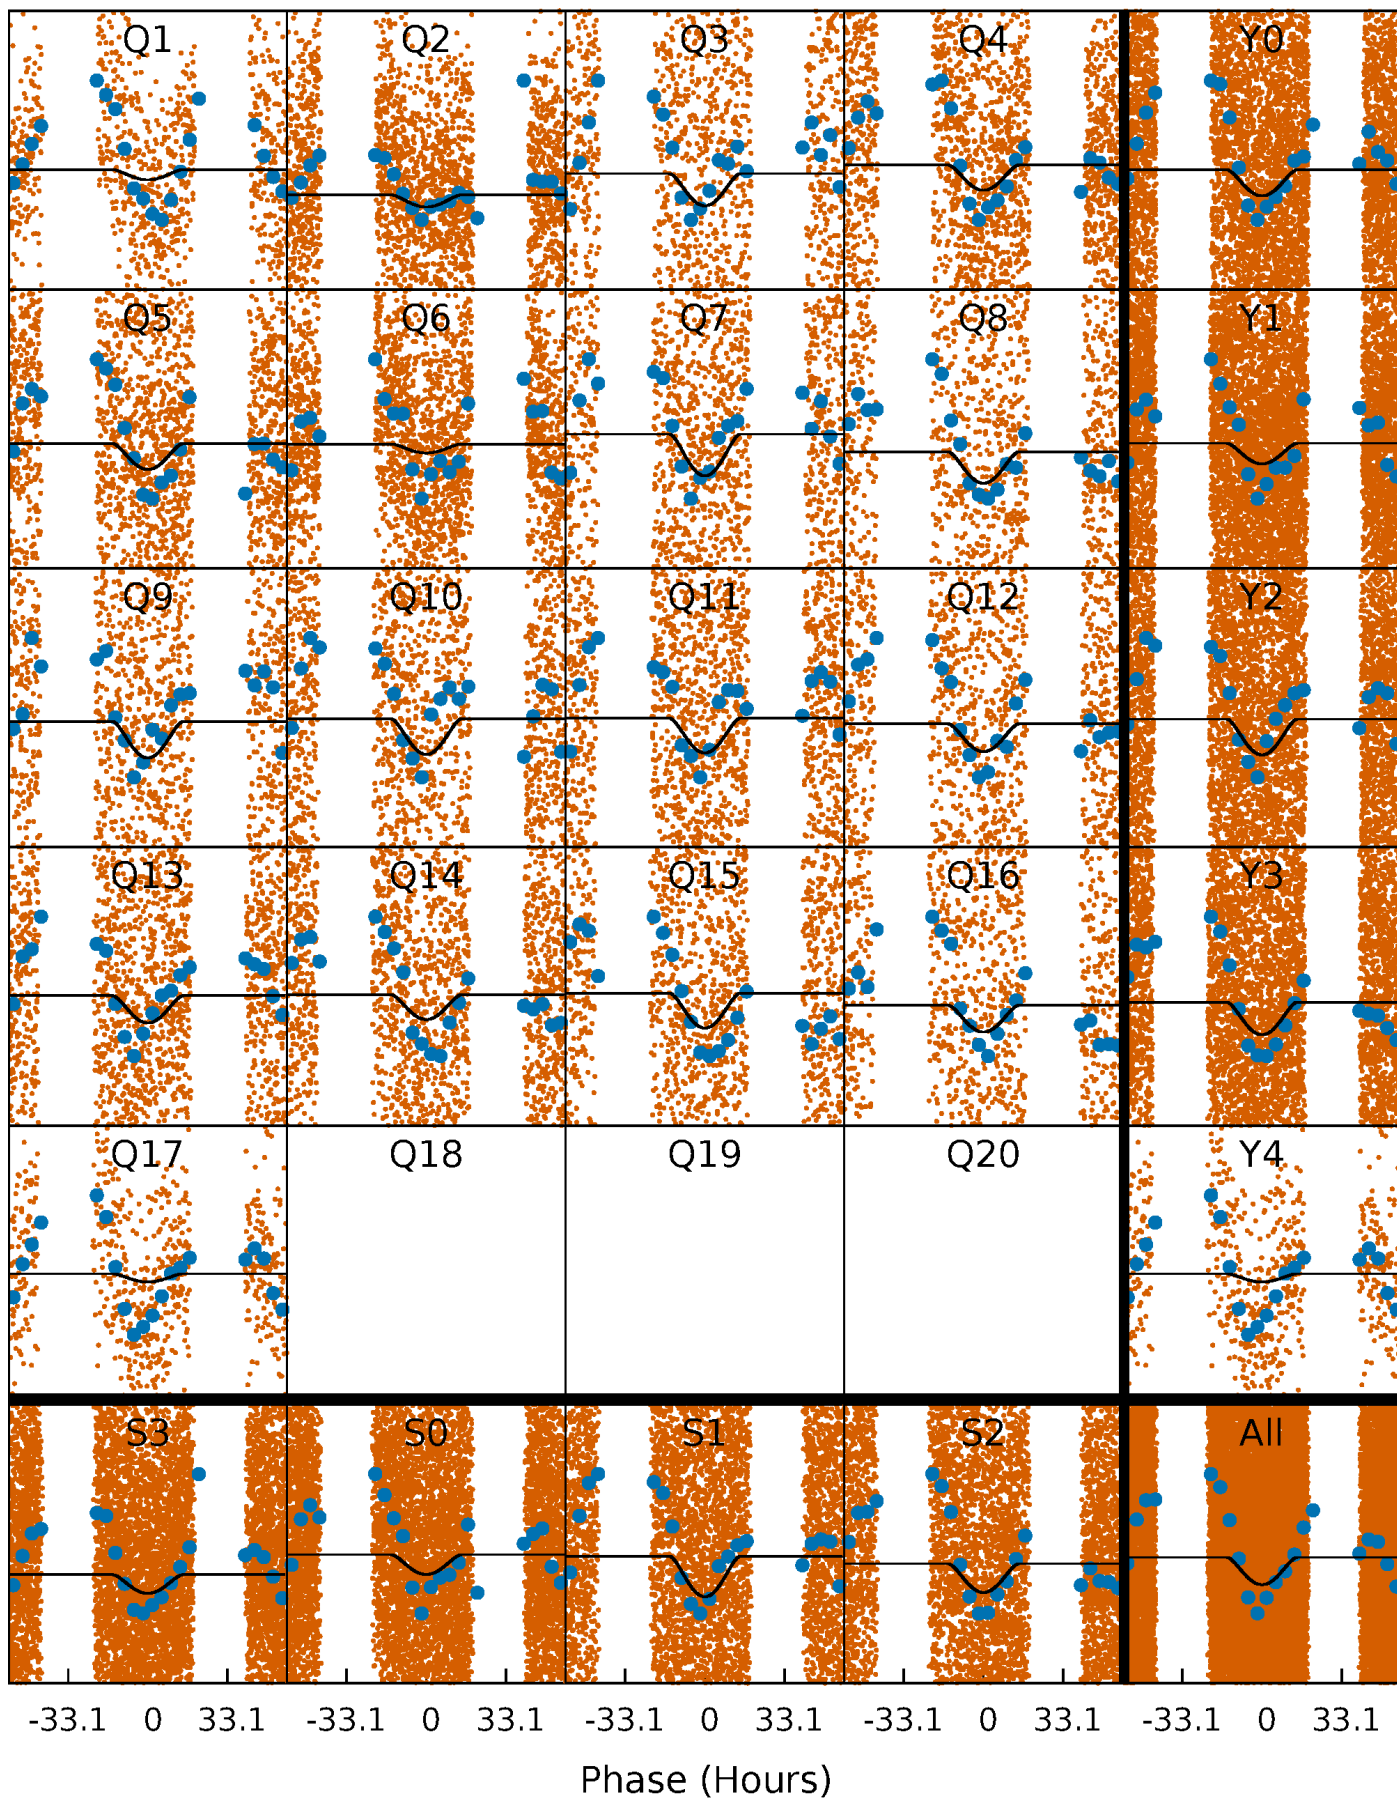 Q1 Q2 Q3 Q4 Y0
Q5 Q6 Q7 Q8 Y1
Q9 Q10 Q11 Q12 Y2
Q13 Q14 Q15 Q16 Y3
Q17 Q18 Q19 Q20 Y4
S3 S0 S1 S2 All
-33.1 0 33.1 -33.1 0 33.1 -33.1 0 33.1 -33.1 0 33.1 -33.1 0 33.1
Phase (Hours)